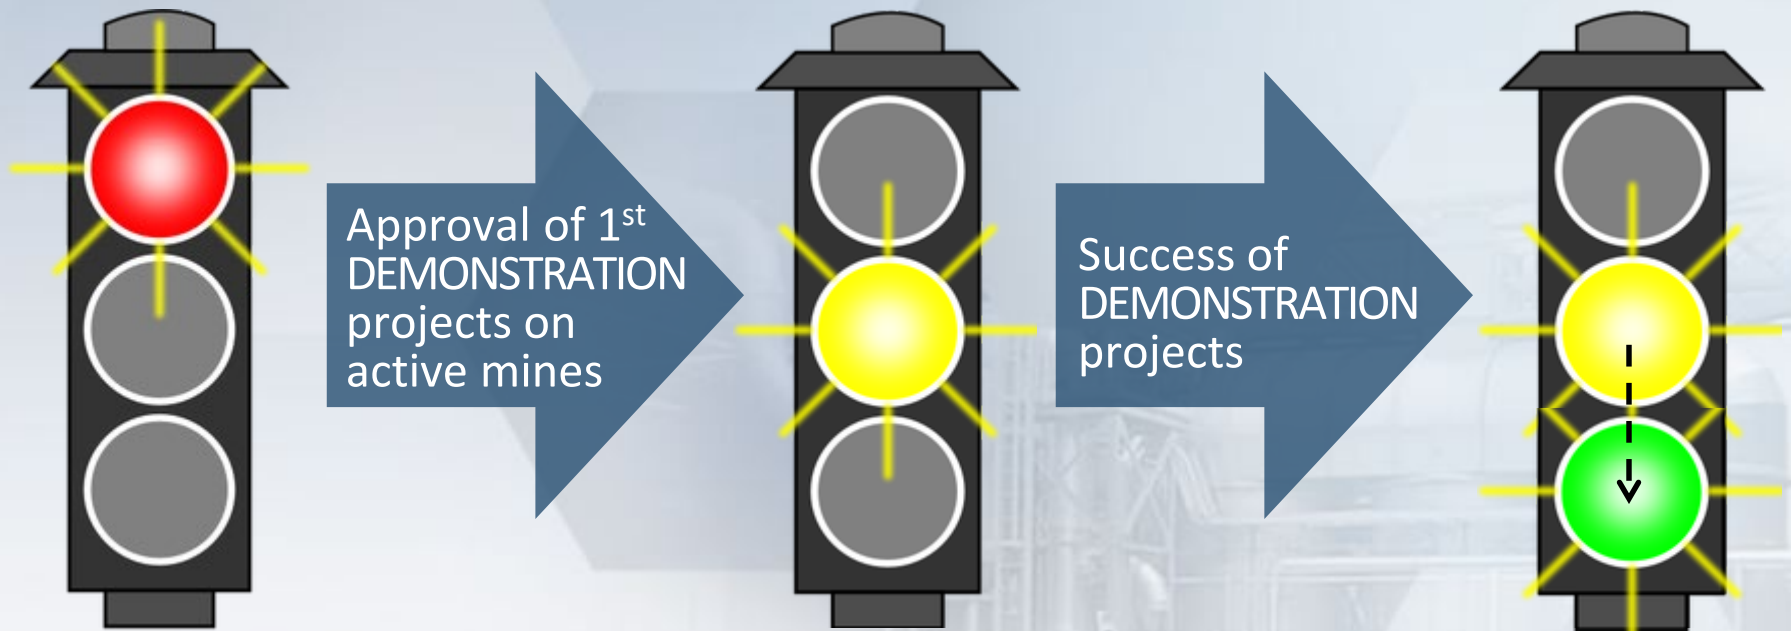 Approval of 1st
DEMONSTRATION
projects on
active mines
Success of
DEMONSTRATION
projects